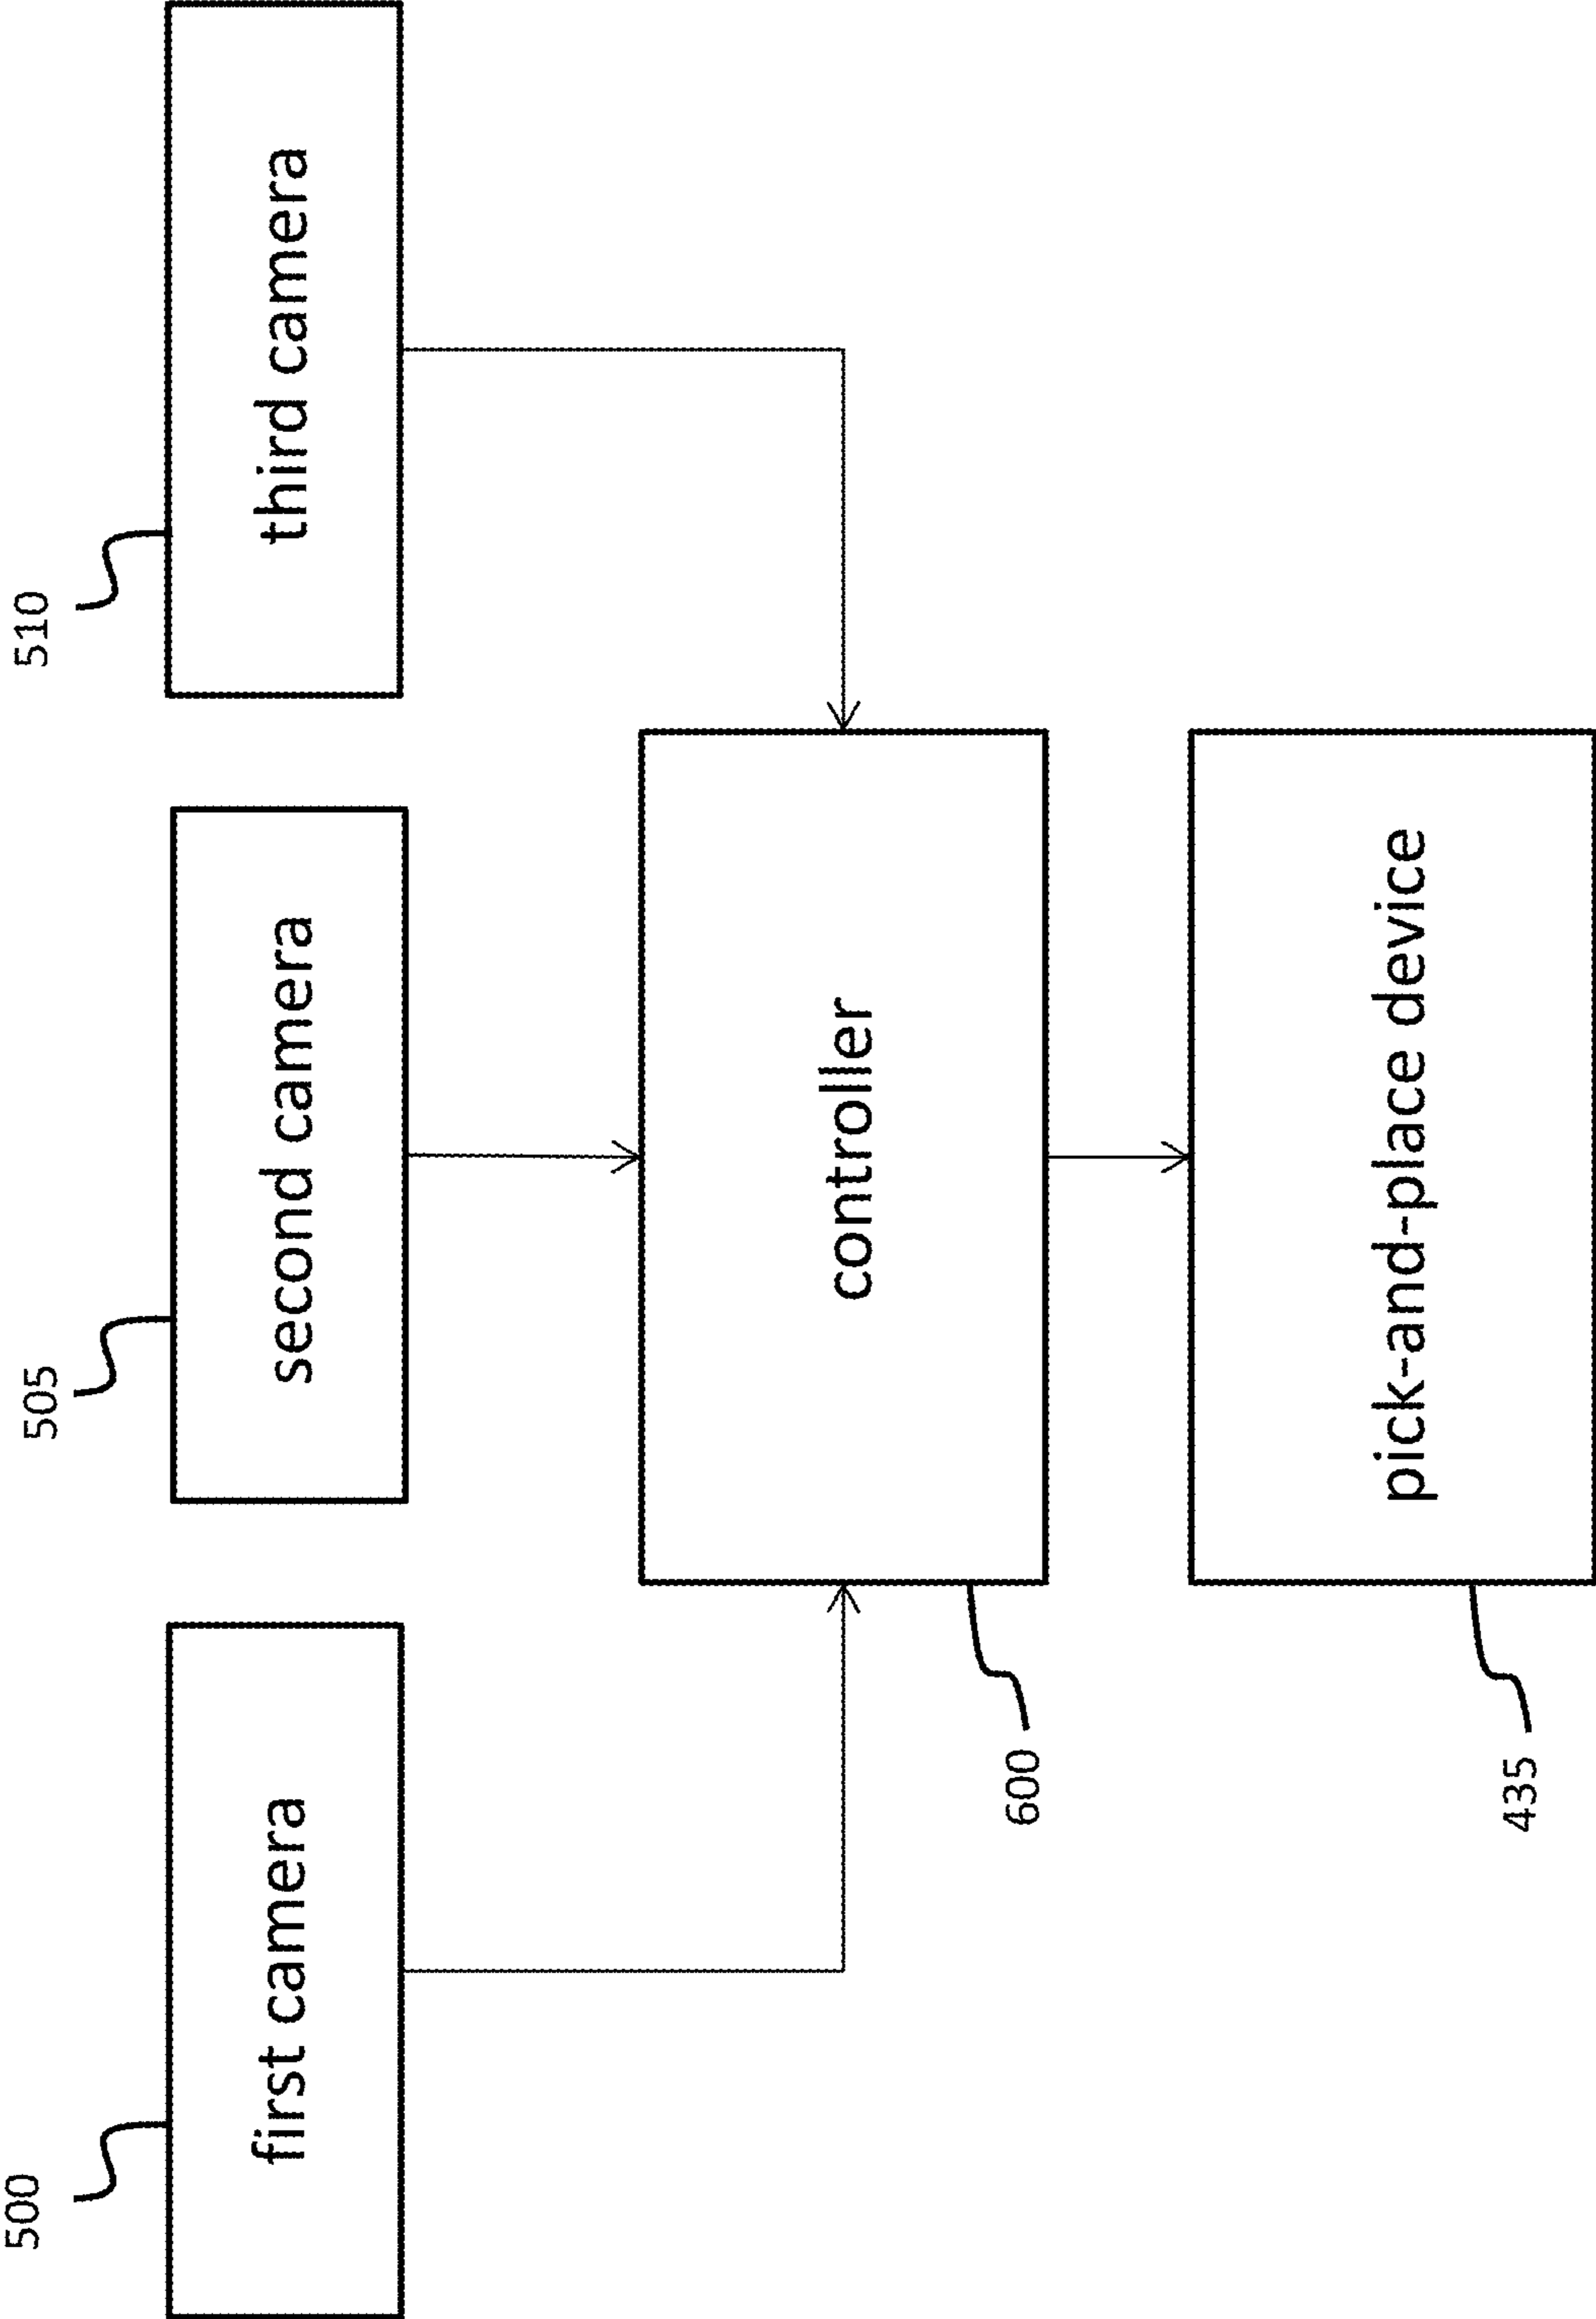 500
first camera
505
second camera
510
third camera
600
controller
435
pick-and-place device